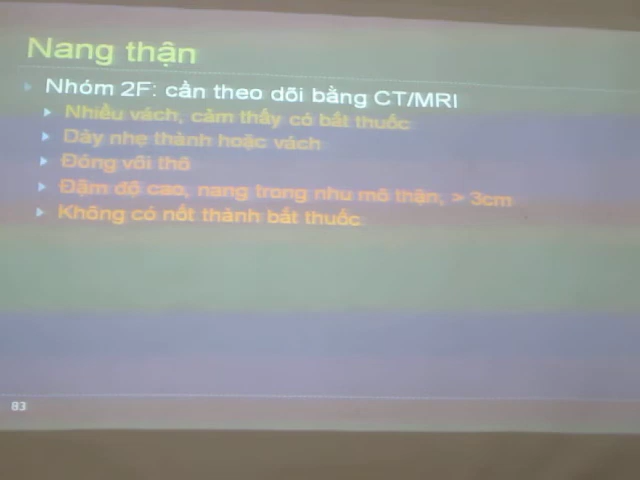 Nang thận
Nhóm 2F: cần theo dõi bằng CT/MRI
Nhiều vách, cảm thấy có bắt thuốc
Dày nhẹ thành hoặc vách
Đóng vôi thô
Đậm độ cao, nang trong nhu mô thận, > 3cm
Không có nốt thành bắt thuốc
83